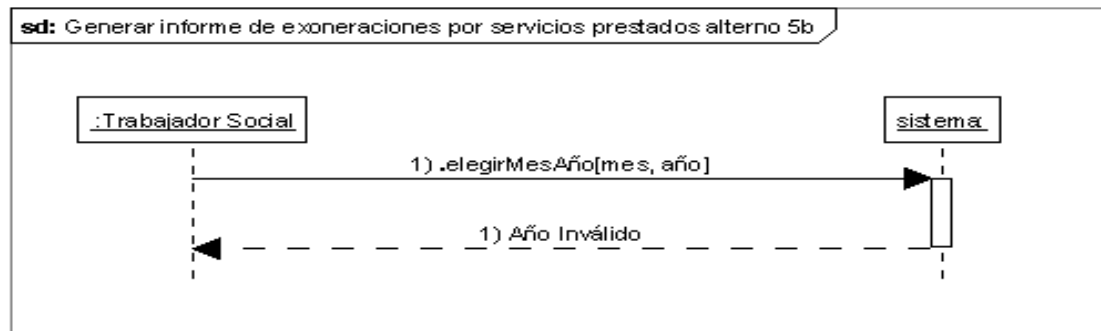 sd: Generar informe de exoneraciones por servicios prestados alterno 5b
:Trabajador Social
sistema:
1) .elegirMesAño[mes, año]
1) Año Inválido